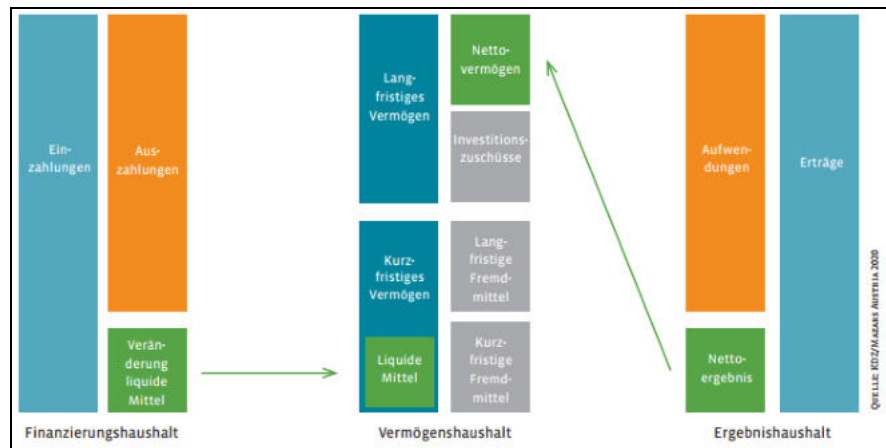 Ein-
zahlungen
Aus-
zahlungen
Verän-
derung
liquide
Mittel
Finanzierungshaushalt
Lang-
fristiges
Vermögen
Kurz-
fristiges
Vermögen
Liquide
Mittel
Netto-
vermögen
Investitions-
zuschüsse
Lang-
fristige
Fremd-
mittel
Kurz-
fristige
Fremd-
mittel
Vermögenshaushalt
Aufwen-
dungen
Netto-
ergebnis
Erträge
Ergebnishaushalt
QUELLE: KDZ/MAZARS AUSTRIA 2020